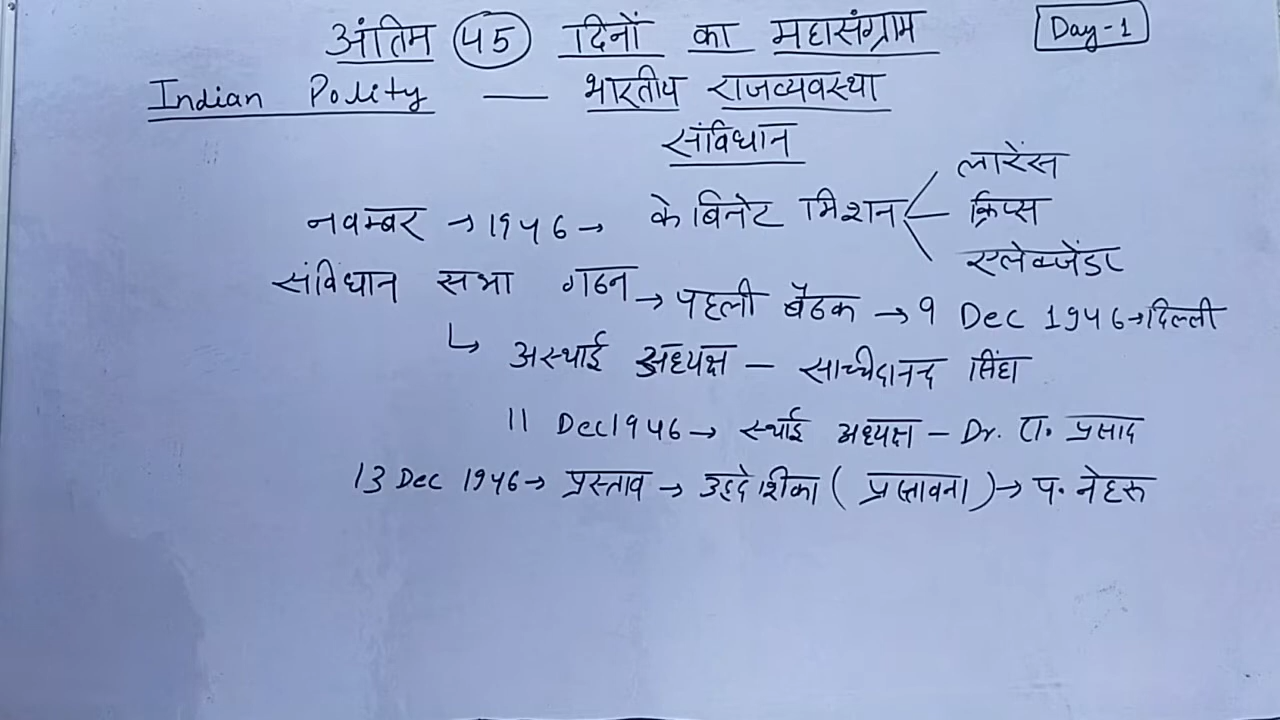 अंतिम 45 दिनों का महासंग्राम Day-1
Indian Polity — भारतीय राजव्यवस्था
संविधान
नवम्बर → 1946 → केबिनेट मिशन
लारेंस
क्रिप्स
एलेक्जेंडर
संविधान सभा गठन → पहली बैठक → 9 Dec 1946 → दिल्ली
↳ अस्थाई अध्यक्ष — सच्चिदानन्द सिंहा
11 Dec 1946 → स्थाई अध्यक्ष — Dr. रा. प्रसाद
13 Dec 1946 → प्रस्ताव → उद्देशिका ( प्रस्तावना ) → प. नेहरू